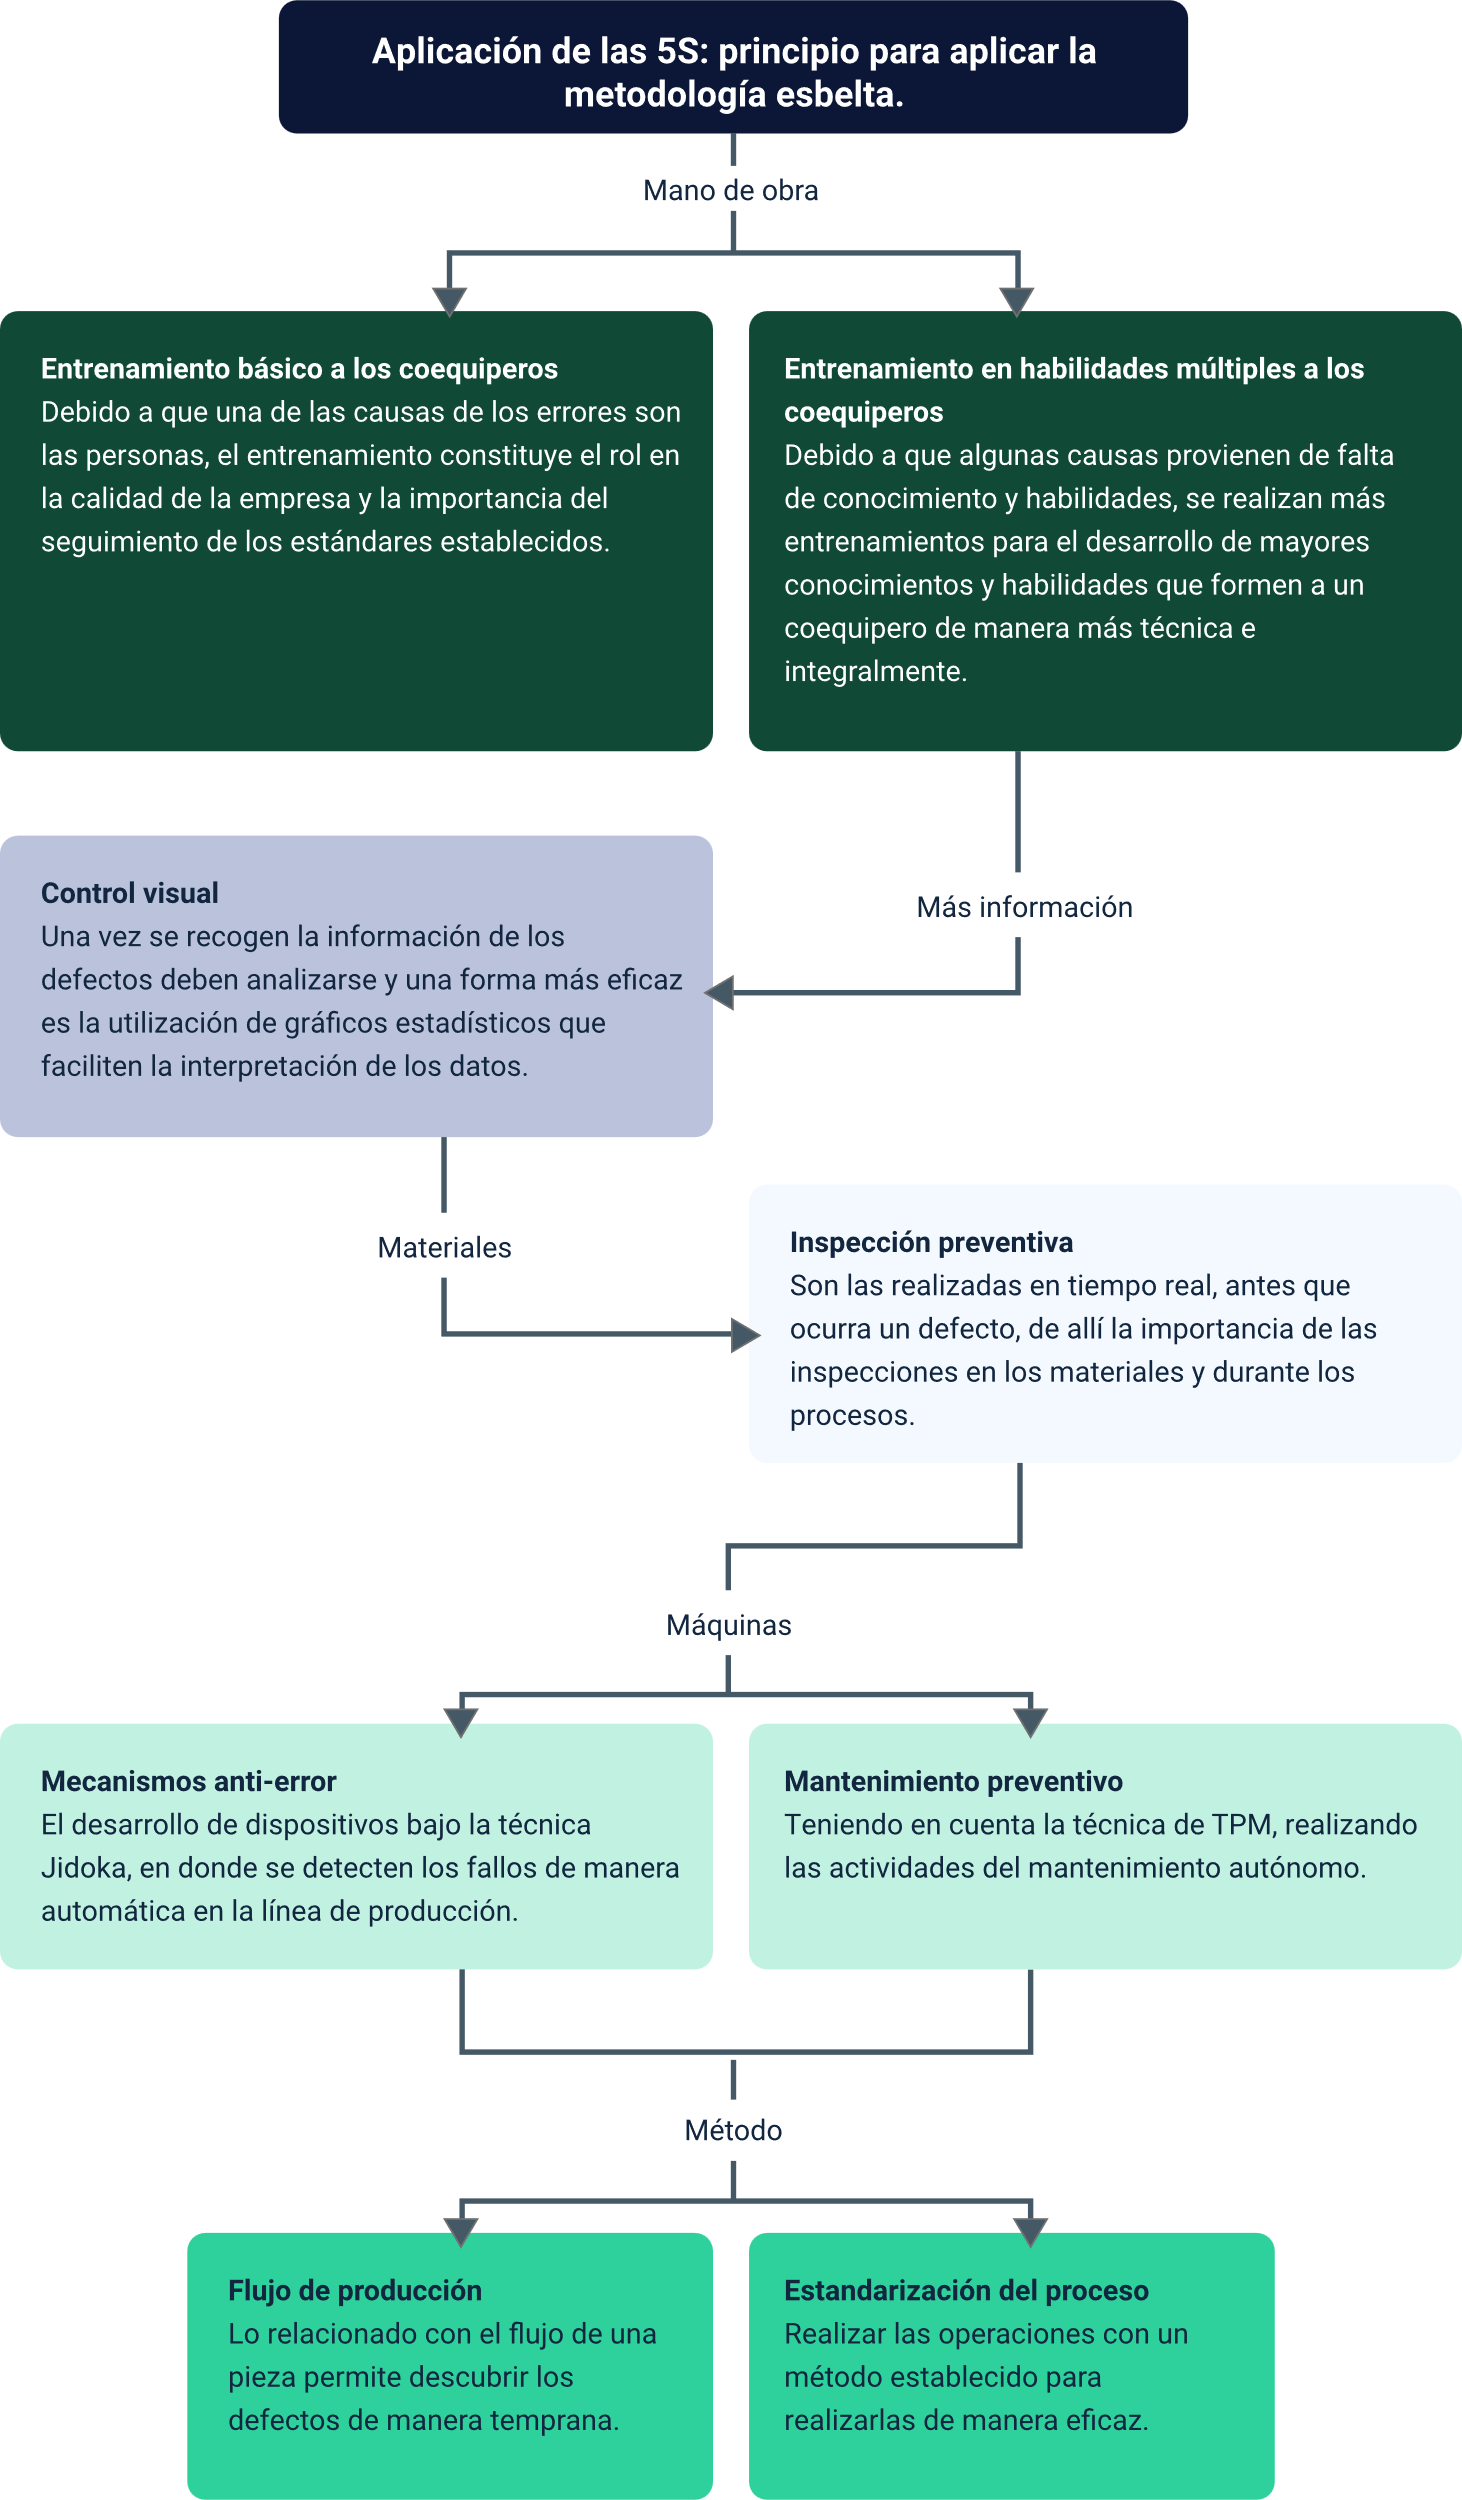 Aplicación de las 5S: principio para aplicar la
metodología esbelta.
Mano de obra
Entrenamiento básico a los coequiperos
Debido a que una de las causas de los errores son
las personas, el entrenamiento constituye el rol en
la calidad de la empresa y la importancia del
seguimiento de los estándares establecidos.
Entrenamiento en habilidades múltiples a los
coequiperos
Debido a que algunas causas provienen de falta
de conocimiento y habilidades, se realizan más
entrenamientos para el desarrollo de mayores
conocimientos y habilidades que formen a un
coequipero de manera más técnica e
integralmente.
Más información
Control visual
Una vez se recogen la información de los
defectos deben analizarse y una forma más eficaz
es la utilización de gráficos estadísticos que
faciliten la interpretación de los datos.
Materiales
Inspección preventiva
Son las realizadas en tiempo real, antes que
ocurra un defecto, de allí la importancia de las
inspecciones en los materiales y durante los
procesos.
Máquinas
Mecanismos anti-error
El desarrollo de dispositivos bajo la técnica
Jidoka, en donde se detecten los fallos de manera
automática en la línea de producción.
Mantenimiento preventivo
Teniendo en cuenta la técnica de TPM, realizando
las actividades del mantenimiento autónomo.
Método
Flujo de producción
Lo relacionado con el flujo de una
pieza permite descubrir los
defectos de manera temprana.
Estandarización del proceso
Realizar las operaciones con un
método establecido para
realizarlas de manera eficaz.